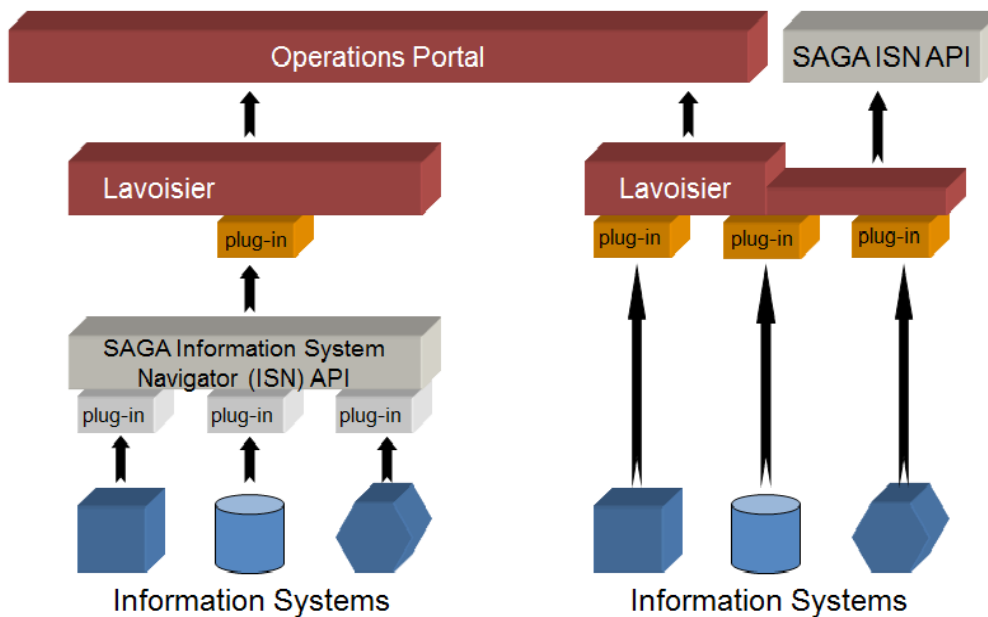 Operations Portal
SAGA ISN API
Lavoisier
Lavoisier
plug-in
plug-in
plug-in
plug-in
SAGA Information System
Navigator (ISN) API
plug-in
plug-in
plug-in
Information Systems
Information Systems